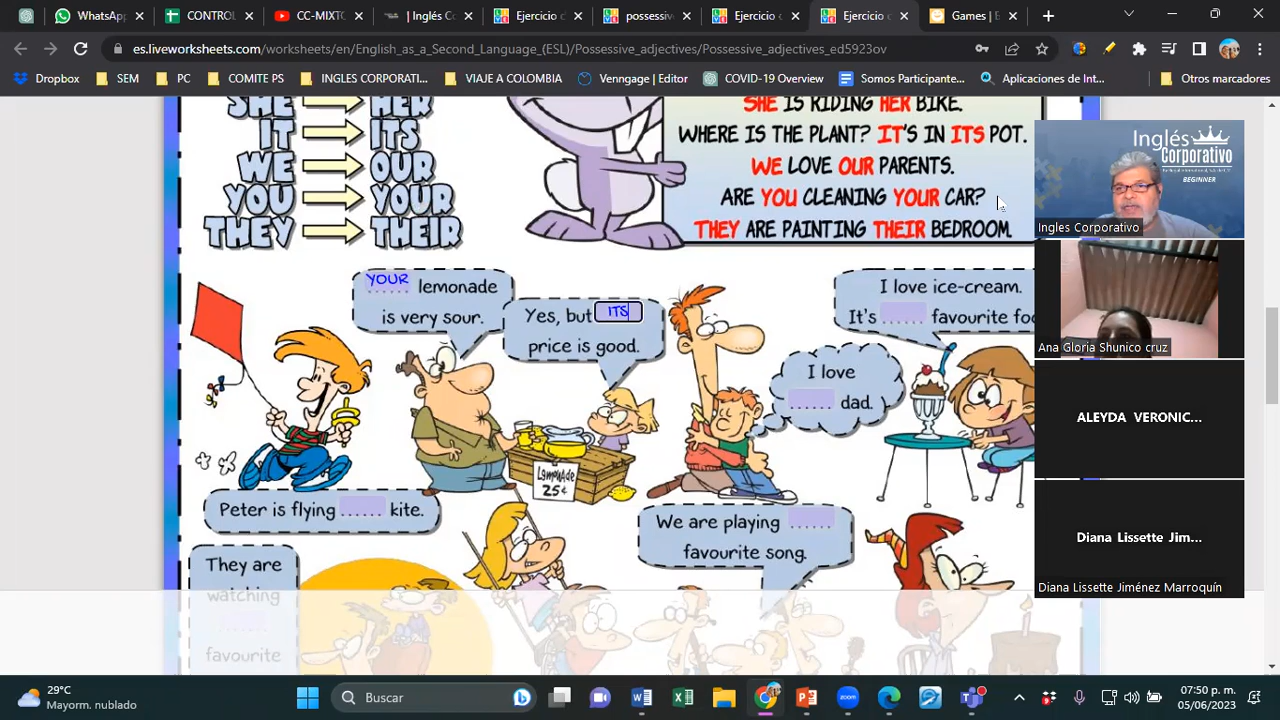 WhatsApp
CONTROL
CC-MIXTO
| Inglés Co
Ejercicio d
possessiv
Ejercicio d
Ejercicio d
Games | B
es.liveworksheets.com/worksheets/en/English_as_a_Second_Language_(ESL)/Possessive_adjectives/Possessive_adjectives_ed5923ov
Dropbox
SEM
PC
COMITE PS
INGLES CORPORATI...
VIAJE A COLOMBIA
Venngage | Editor
COVID-19 Overview
Somos Participante...
Aplicaciones de Int...
Otros marcadores
SHE HER
IT ITS
WE OUR
YOU YOUR
THEY THEIR
SHE IS RIDING HER BIKE.
WHERE IS THE PLANT? IT'S IN ITS POT.
WE LOVE OUR PARENTS.
ARE YOU CLEANING YOUR CAR?
THEY ARE PAINTING THEIR BEDROOM.
YOUR lemonade
is very sour.
Yes, but ITS
price is good.
I love ice-cream.
It's ...... favourite foo
I love
...... dad.
LEMONADE
25¢
Peter is flying ...... kite.
We are playing ......
favourite song.
They are
watching
......
favourite
Inglés
Corporativo
BEGINNER
Ingles Corporativo
Ana Gloria Shunico cruz
ALEYDA VERONIC...
Diana Lissette Jim...
Diana Lissette Jiménez Marroquín
29°C
Mayorm. nublado
Buscar
07:50 p. m.
05/06/2023